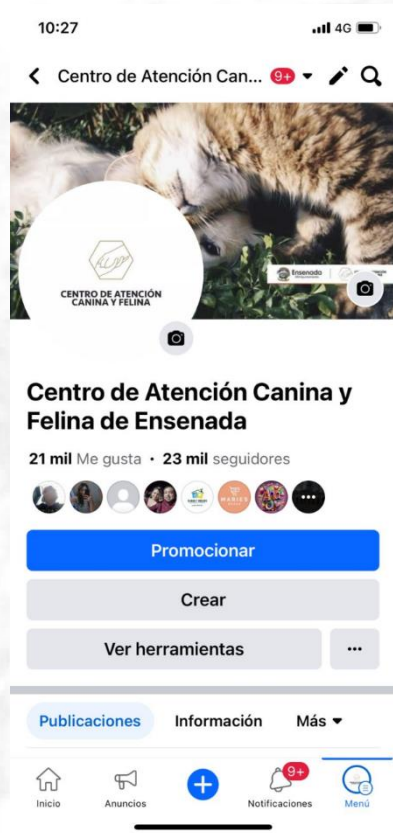 10:27
4G
Centro de Atención Can... 9+
CENTRO DE ATENCIÓN
CANINA Y FELINA
Ensenada
Centro de Atención Canina y
Felina de Ensenada
21 mil Me gusta · 23 mil seguidores
Promocionar
Crear
Ver herramientas
Publicaciones Información Más
9+
Inicio Anuncios Notificaciones Menú